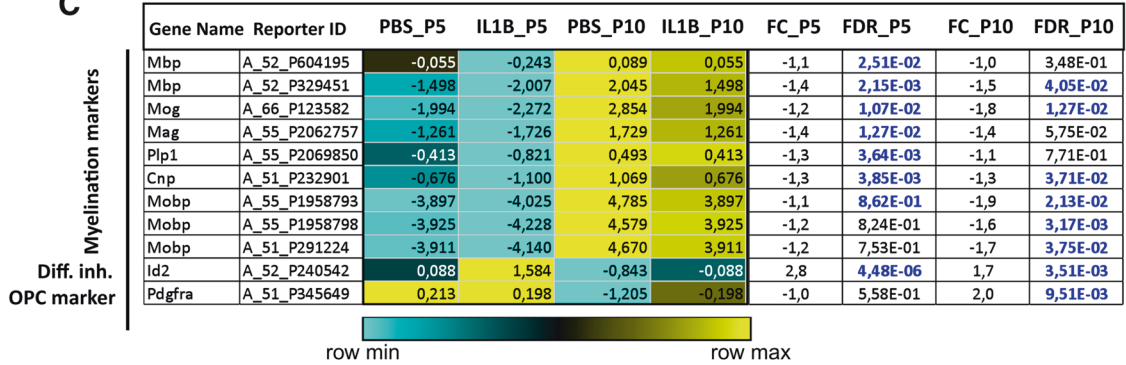 C
Gene Name Reporter ID PBS_P5 IL1B_P5 PBS_P10 IL1B_P10 FC_P5 FDR_P5 FC_P10 FDR_P10
Myelination markers
Mbp A_52_P604195 -0,055 -0,243 0,089 0,055 -1,1 2,51E-02 -1,0 3,48E-01
Mbp A_52_P329451 -1,498 -2,007 2,045 1,498 -1,4 2,15E-03 -1,5 4,05E-02
Mog A_66_P123582 -1,994 -2,272 2,854 1,994 -1,2 1,07E-02 -1,8 1,27E-02
Mag A_55_P2062757 -1,261 -1,726 1,729 1,261 -1,4 1,27E-02 -1,4 5,75E-02
Plp1 A_55_P2069850 -0,413 -0,821 0,493 0,413 -1,3 3,64E-03 -1,1 7,71E-01
Cnp A_51_P232901 -0,676 -1,100 1,069 0,676 -1,3 3,85E-03 -1,3 3,71E-02
Mobp A_55_P1958793 -3,897 -4,025 4,785 3,897 -1,1 8,62E-01 -1,9 2,13E-02
Mobp A_55_P1958798 -3,925 -4,228 4,579 3,925 -1,2 8,24E-01 -1,6 3,17E-03
Mobp A_51_P291224 -3,911 -4,140 4,670 3,911 -1,2 7,53E-01 -1,7 3,75E-02
Diff. inh. Id2 A_52_P240542 0,088 1,584 -0,843 -0,088 2,8 4,48E-06 1,7 3,51E-03
OPC marker Pdgfra A_51_P345649 0,213 0,198 -1,205 -0,198 -1,0 5,58E-01 2,0 9,51E-03
row min row max